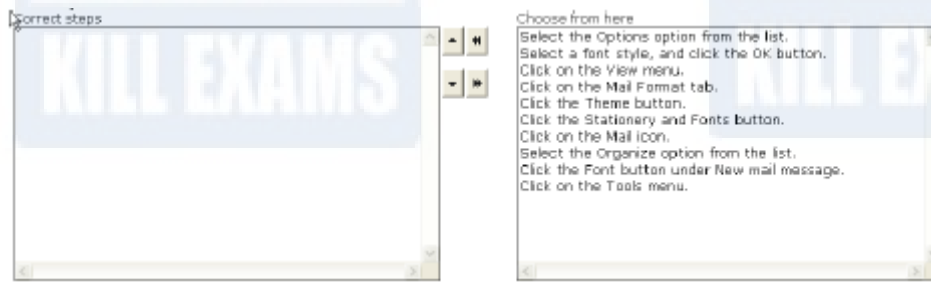 Correct steps
Choose from here
KILL EXAMS
KILL EX
Select the Options option from the list.
Select a font style, and click the OK button.
Click on the View menu.
Click on the Mail Format tab.
Click the Theme button.
Click the Stationery and Fonts button.
Click on the Mail icon.
Select the Organize option from the list.
Click the Font button under New mail message.
Click on the Tools menu.